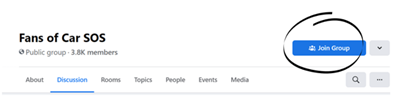 Fans of Car SOS
Public group · 3.8K members
Join Group
About Discussion Rooms Topics People Events Media